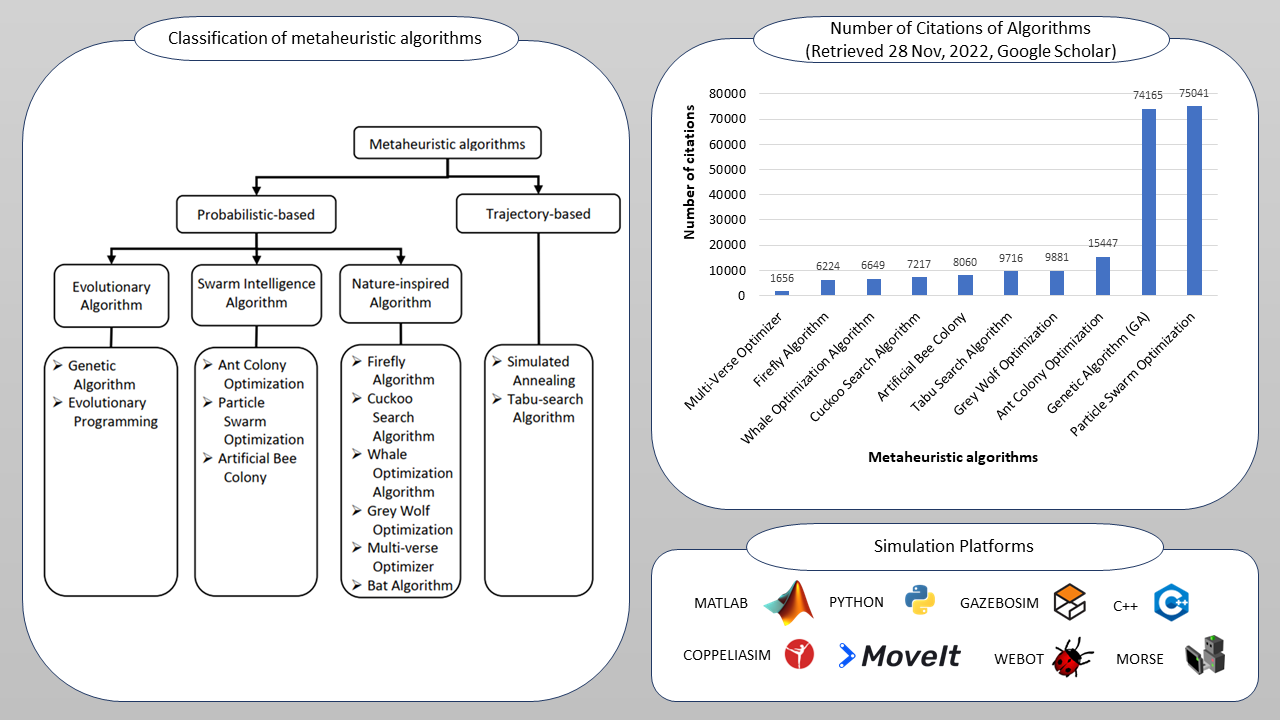 Classification of metaheuristic algorithms
Metaheuristic algorithms
Probabilistic-based
Trajectory-based
Evolutionary
Algorithm
Swarm Intelligence
Algorithm
Nature-inspired
Algorithm
➢ Genetic
Algorithm
➢ Evolutionary
Programming
➢ Ant Colony
Optimization
➢ Particle
Swarm
Optimization
➢ Artificial Bee
Colony
➢ Firefly
Algorithm
➢ Cuckoo
Search
Algorithm
➢ Whale
Optimization
Algorithm
➢ Grey Wolf
Optimization
➢ Multi-verse
Optimizer
➢ Bat Algorithm
➢ Simulated
Annealing
➢ Tabu-search
Algorithm
Number of Citations of Algorithms
(Retrieved 28 Nov, 2022, Google Scholar)
Number of citations
80000
70000
60000
50000
40000
30000
20000
10000
0
1656
6224
6649
7217
8060
9716
9881
15447
74165
75041
Multi-Verse Optimizer
Firefly Algorithm
Whale Optimization Algorithm
Cuckoo Search Algorithm
Artificial Bee Colony
Tabu Search Algorithm
Grey Wolf Optimization
Ant Colony Optimization
Genetic Algorithm (GA)
Particle Swarm Optimization
Metaheuristic algorithms
Simulation Platforms
MATLAB
PYTHON
GAZEBOSIM
C++
C++
COPPELIASIM
MoveIt
WEBOT
MORSE